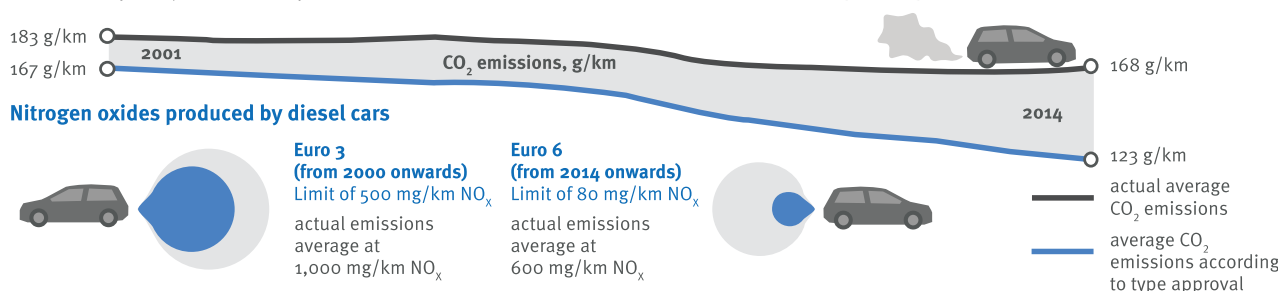 183 g/km
2001
167 g/km
CO₂ emissions, g/km
168 g/km
2014
123 g/km
Nitrogen oxides produced by diesel cars
Euro 3
(from 2000 onwards)
Limit of 500 mg/km NOₓ
actual emissions
average at
1,000 mg/km NOₓ
Euro 6
(from 2014 onwards)
Limit of 80 mg/km NOₓ
actual emissions
average at
600 mg/km NOₓ
actual average
CO₂ emissions
average CO₂
emissions according
to type approval